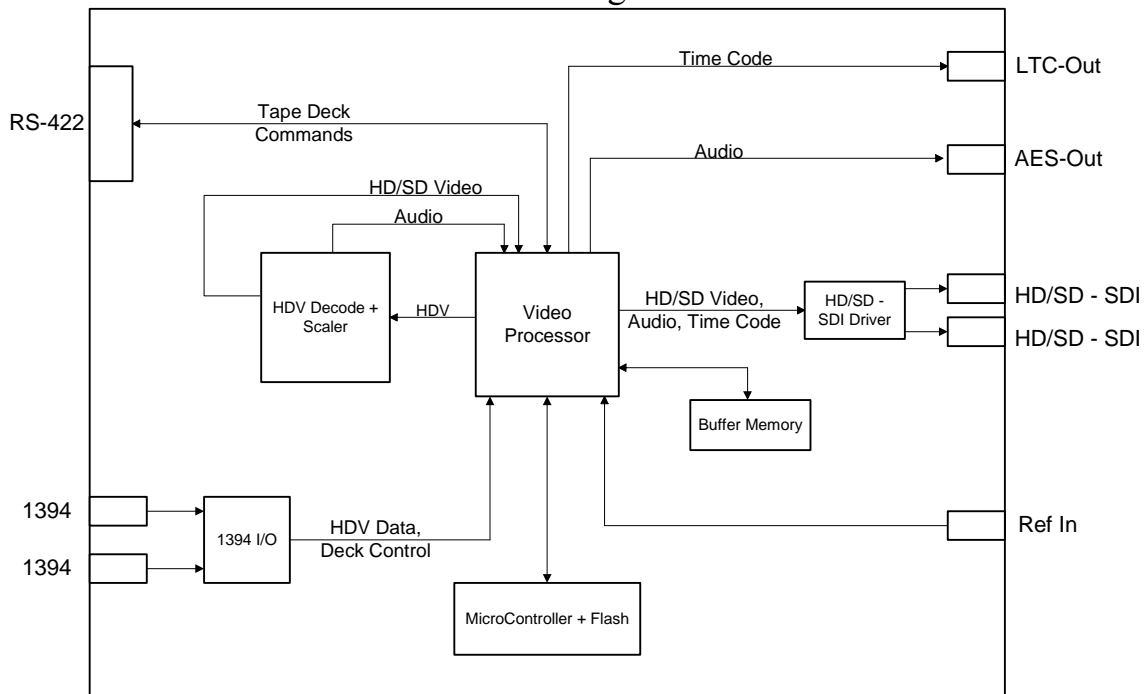 Time Code
LTC-Out
RS-422
Tape Deck
Commands
Audio
AES-Out
HD/SD Video
Audio
HDV Decode +
Scaler
HDV
Video
Processor
HD/SD Video,
Audio, Time Code
HD/SD -
SDI Driver
HD/SD - SDI
HD/SD - SDI
Buffer Memory
1394
1394
1394 I/O
HDV Data,
Deck Control
Ref In
MicroController + Flash